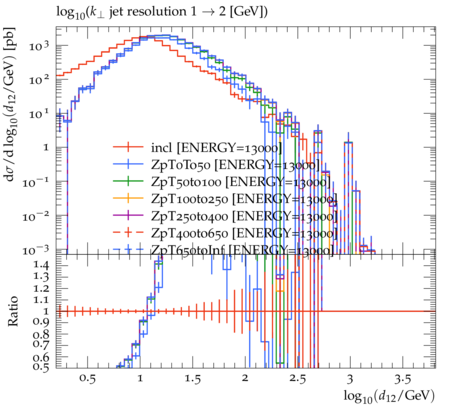 log₁₀(k⊥ jet resolution 1 → 2 [GeV])
dσ/d log₁₀(d₁₂/GeV) [pb]
10³
10²
10¹
1
10⁻¹
10⁻²
10⁻³
incl [ENERGY=13000]
ZpT0To50 [ENERGY=13000]
ZpT50to100 [ENERGY=13000]
ZpT100to250 [ENERGY=13000]
ZpT250to400 [ENERGY=13000]
ZpT400to650 [ENERGY=13000]
ZpT650toInf [ENERGY=13000]
Ratio
1.4
1.3
1.2
1.1
1
0.9
0.8
0.7
0.6
0.5
0.5 1 1.5 2 2.5 3 3.5
log₁₀(d₁₂/GeV)